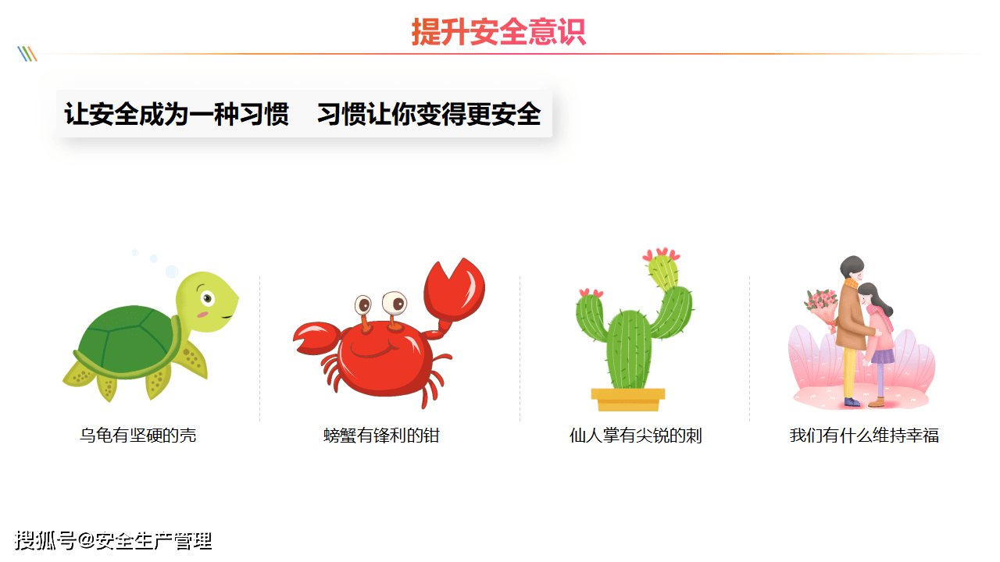 提升安全意识
让安全成为一种习惯　习惯让你变得更安全
乌龟有坚硬的壳
螃蟹有锋利的钳
仙人掌有尖锐的刺
我们有什么维持幸福
搜狐号@安全生产管理